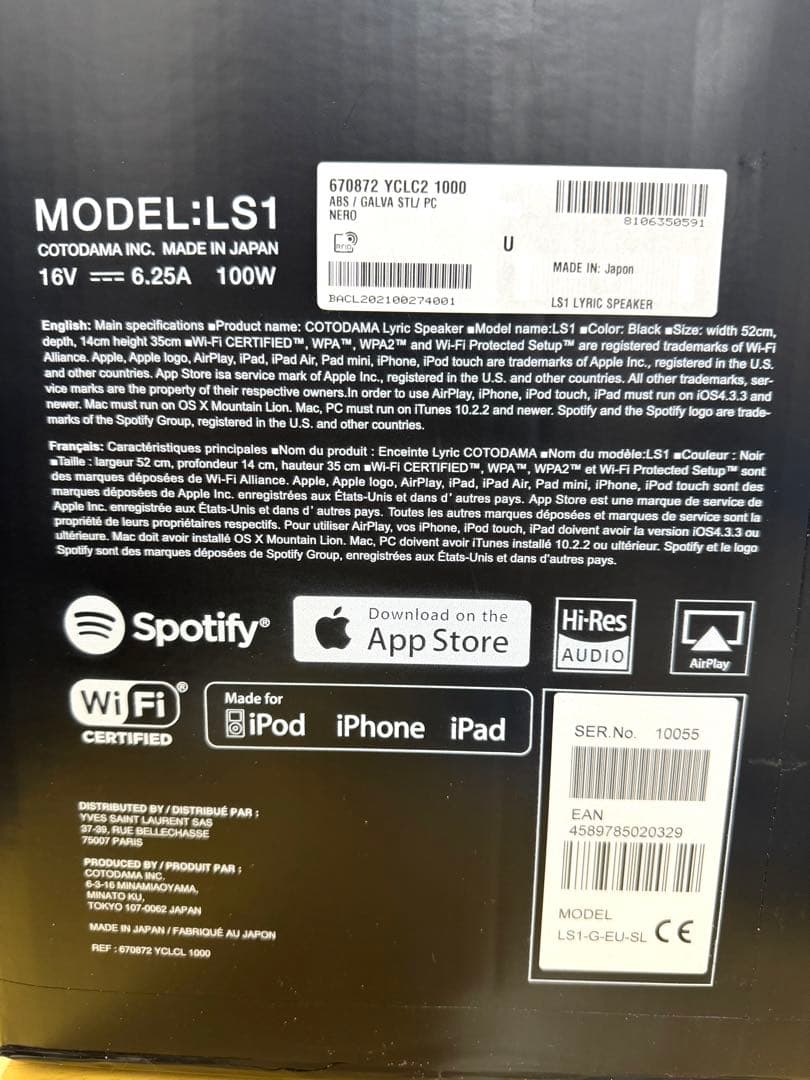 MODEL:LS1
COTODAMA INC. MADE IN JAPAN
16V 6.25A 100W
670872 YCLC2 1000
ABS / GALVA STL/ PC
NERO
RFID
U
8106350591
MADE IN: Japon
BACL202100274001
LS1 LYRIC SPEAKER
English: Main specifications ■Product name: COTODAMA Lyric Speaker ■Model name:LS1 ■Color: Black ■Size: width 52cm,
depth, 14cm height 35cm ■Wi-Fi CERTIFIED™, WPA™, WPA2™ and Wi-Fi Protected Setup™ are registered trademarks of Wi-Fi
Alliance. Apple, Apple logo, AirPlay, iPad, iPad Air, Pad mini, iPhone, iPod touch are trademarks of Apple Inc., registered in the U.S.
and other countries. App Store isa service mark of Apple Inc., registered in the U.S. and other countries. All other trademarks, ser-
vice marks are the property of their respective owners.In order to use AirPlay, iPhone, iPod touch, iPad must run on iOS4.3.3 and
newer. Mac must run on OS X Mountain Lion. Mac, PC must run on iTunes 10.2.2 and newer. Spotify and the Spotify logo are trade-
marks of the Spotify Group, registered in the U.S. and other countries.
Français: Caractéristiques principales ■Nom du produit : Enceinte Lyric COTODAMA ■Nom du modèle:LS1 ■Couleur : Noir
■Taille : largeur 52 cm, profondeur 14 cm, hauteur 35 cm ■Wi-Fi CERTIFIED™, WPA™, WPA2™ et Wi-Fi Protected Setup™ sont
des marques déposées de Wi-Fi Alliance. Apple, Apple logo, AirPlay, iPad, iPad Air, Pad mini, iPhone, iPod touch sont des
marques déposées de Apple Inc. enregistrées aux États-Unis et dans d' autres pays. App Store est une marque de service de
Apple Inc. enregistrée aux États-Unis et dans d' autres pays. Toutes les autres marques déposées et marques de service sont la
propriété de leurs propriétaires respectifs. Pour utiliser AirPlay, vos iPhone, iPod touch, iPad doivent avoir la version iOS4.3.3 ou
ultérieure. Mac doit avoir installé OS X Mountain Lion. Mac, PC doivent avoir iTunes installé 10.2.2 ou ultérieur. Spotify et le logo
Spotify sont des marques déposées de Spotify Group, enregistrées aux États-Unis et dans d'autres pays.
Spotify®
Download on the
App Store
Hi-Res
AUDIO
AirPlay
Wi Fi®
CERTIFIED
Made for
iPod iPhone iPad
SER.No. 10055
EAN
4589785020329
MODEL
LS1-G-EU-SL CE
DISTRIBUTED BY / DISTRIBUÉ PAR ;
YVES SAINT LAURENT SAS
37-39, RUE BELLECHASSE
75007 PARIS
PRODUCED BY / PRODUIT PAR ;
COTODAMA INC.
6-3-16 MINAMIAOYAMA,
MINATO KU,
TOKYO 107-0062 JAPAN
MADE IN JAPAN / FABRIQUÉ AU JAPON
REF : 670872 YCLCL 1000